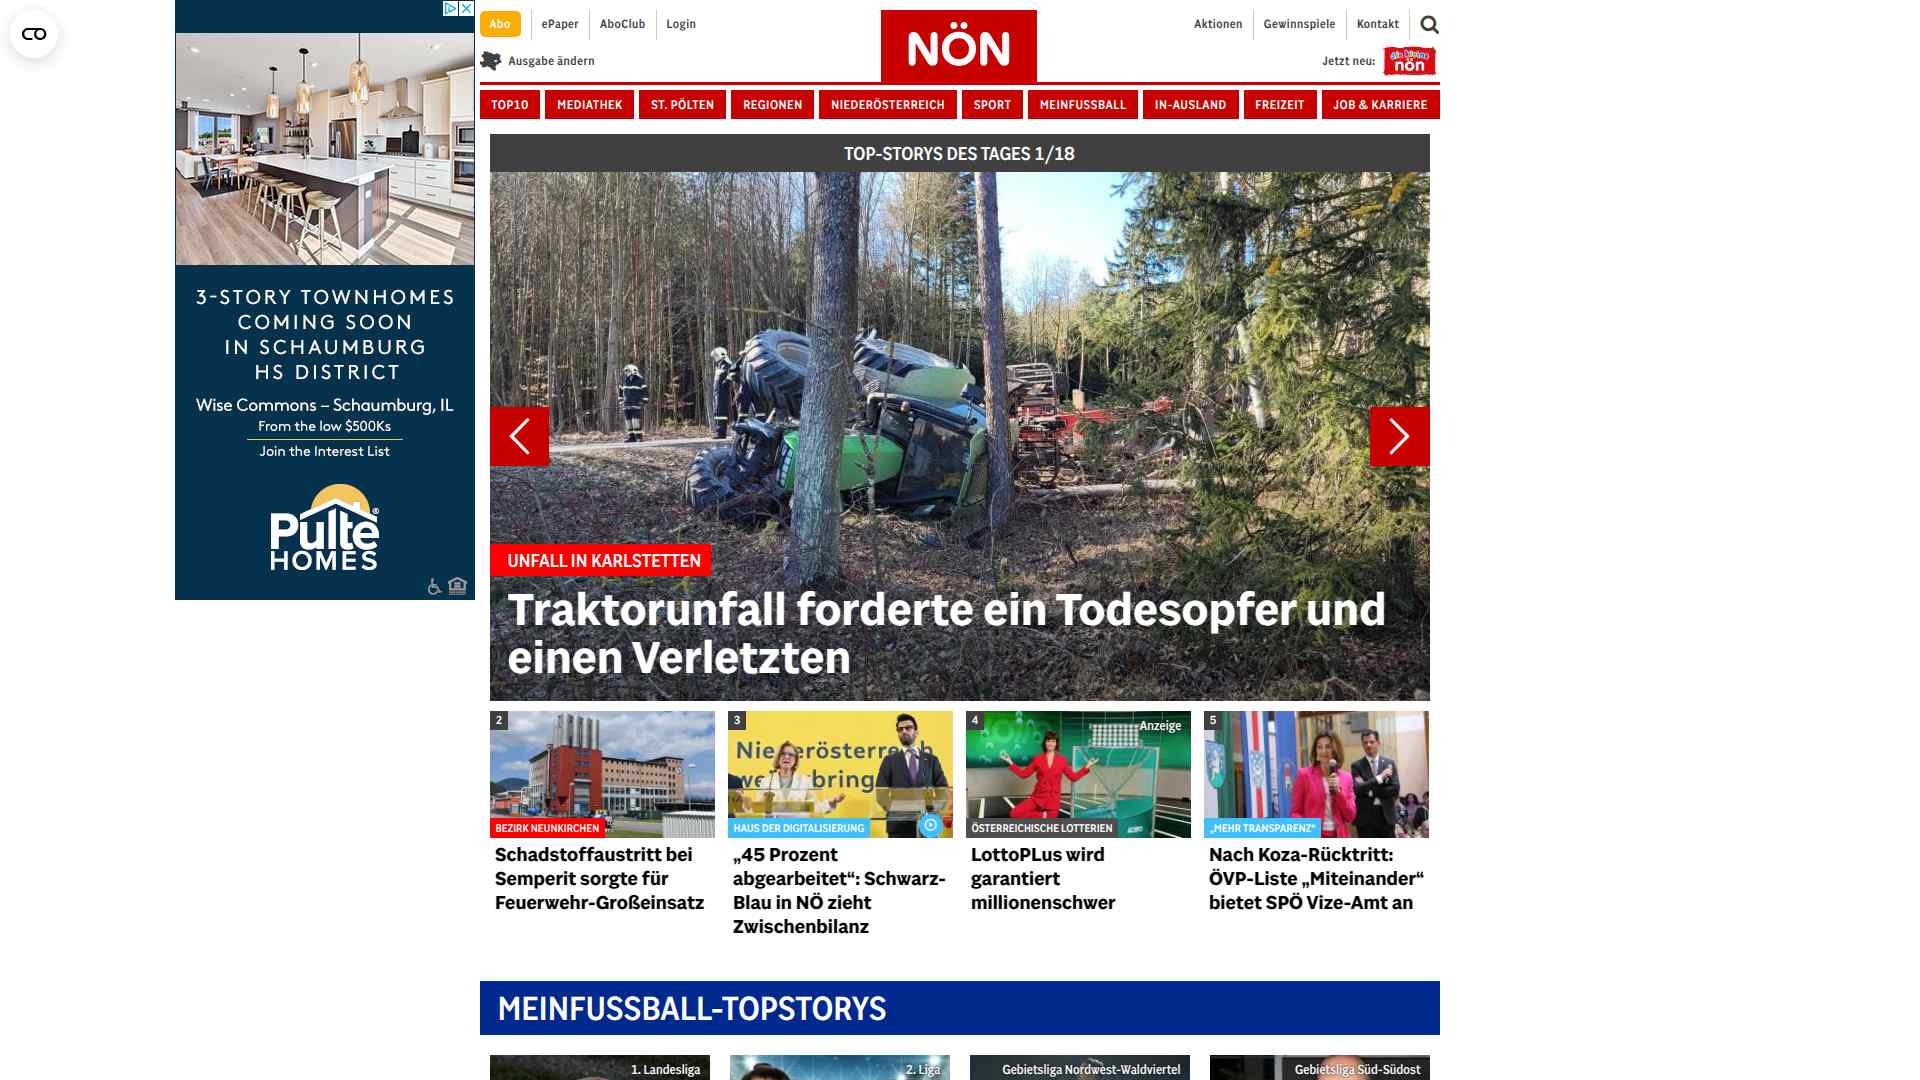 Abo
ePaper
AboClub
Login
Ausgabe ändern
NÖN
Aktionen
Gewinnspiele
Kontakt
Jetzt neu:
die kleine
nön
TOP10
MEDIATHEK
ST. PÖLTEN
REGIONEN
NIEDERÖSTERREICH
SPORT
MEINFUSSBALL
IN-AUSLAND
FREIZEIT
JOB & KARRIERE
3-STORY TOWNHOMES
COMING SOON
IN SCHAUMBURG
HS DISTRICT
Wise Commons – Schaumburg, IL
From the low $500Ks
Join the Interest List
Pulte®
HOMES
TOP-STORYS DES TAGES 1/18
UNFALL IN KARLSTETTEN
Traktorunfall forderte ein Todesopfer und
einen Verletzten
2
BEZIRK NEUNKIRCHEN
Schadstoffaustritt bei
Semperit sorgte für
Feuerwehr-Großeinsatz
3
HAUS DER DIGITALISIERUNG
„45 Prozent
abgearbeitet“: Schwarz-
Blau in NÖ zieht
Zwischenbilanz
4
Anzeige
ÖSTERREICHISCHE LOTTERIEN
LottoPLus wird
garantiert
millionenschwer
5
„MEHR TRANSPARENZ“
Nach Koza-Rücktritt:
ÖVP-Liste „Miteinander“
bietet SPÖ Vize-Amt an
MEINFUSSBALL-TOPSTORYS
1. Landesliga
2. Liga
Gebietsliga Nordwest-Waldviertel
Gebietsliga Süd-Südost